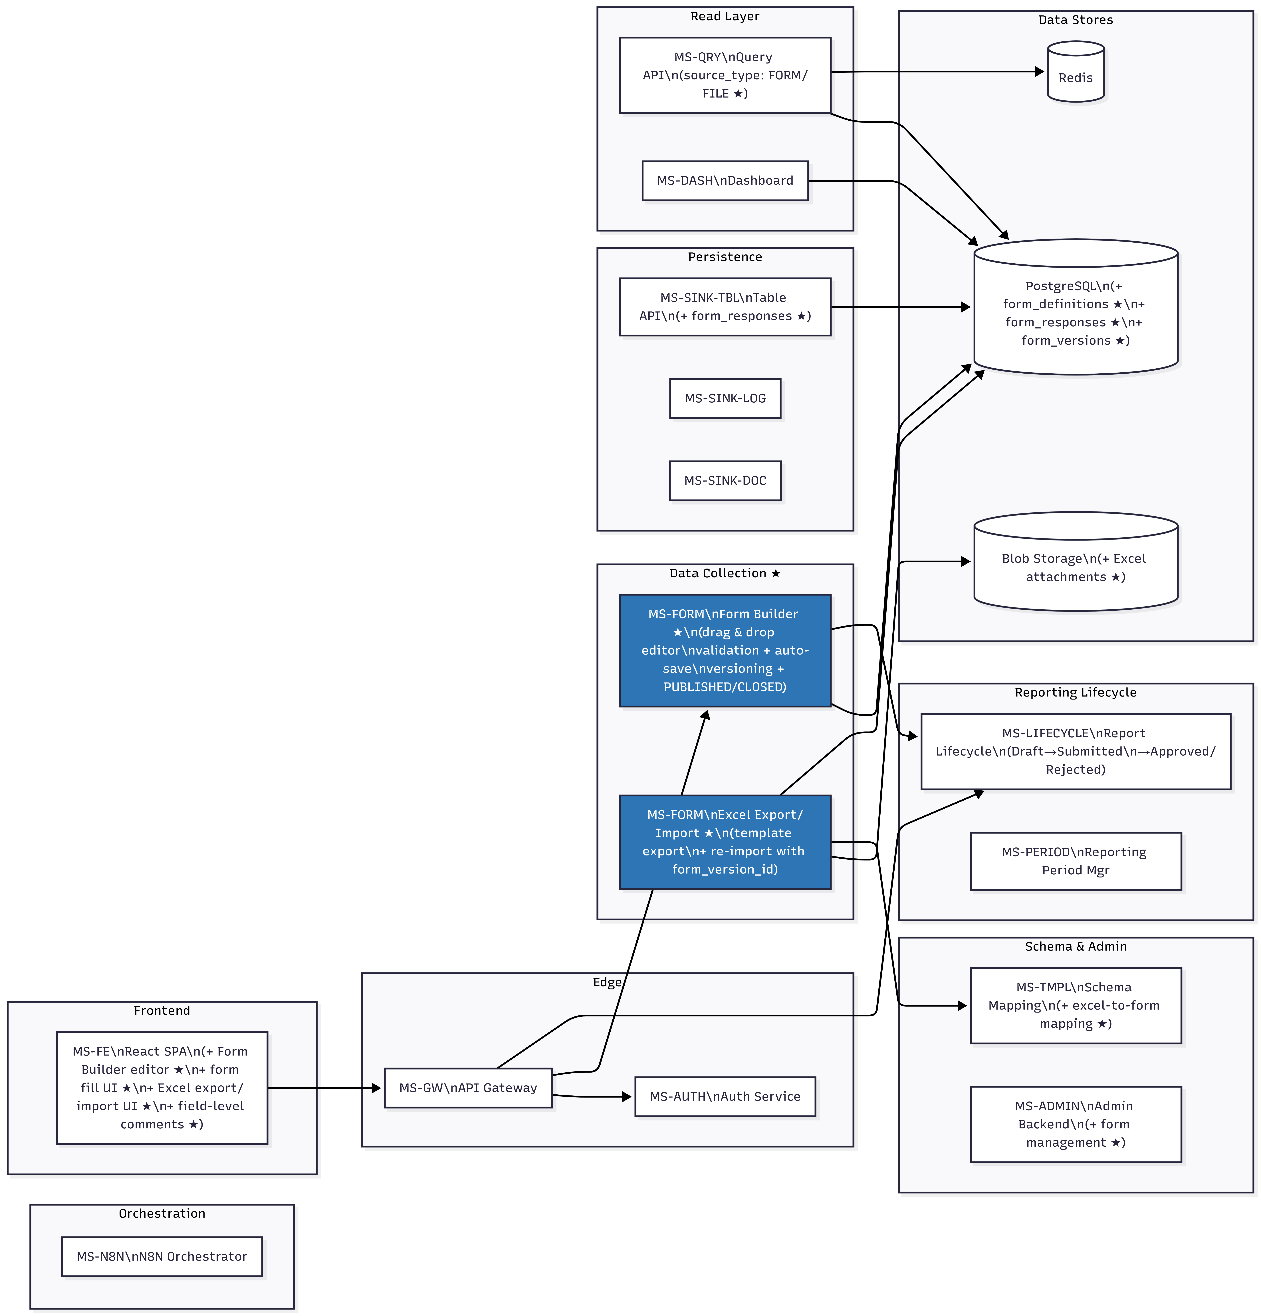 Read Layer
MS-QRY\nQuery
API\n(source_type: FORM/
FILE ★)
MS-DASH\nDashboard
Persistence
MS-SINK-TBL\nTable
API\n(+ form_responses ★)
MS-SINK-LOG
MS-SINK-DOC
Data Collection ★
MS-FORM\nForm Builder
★\n(drag & drop
editor\nvalidation + auto-
save\nversioning +
PUBLISHED/CLOSED)
MS-FORM\nExcel Export/
Import ★\n(template
export\n+ re-import with
form_version_id)
Data Stores
Redis
PostgreSQL\n(+
form_definitions ★\n+
form_responses ★\n+
form_versions ★)
Blob Storage\n(+ Excel
attachments ★)
Reporting Lifecycle
MS-LIFECYCLE\nReport
Lifecycle\n(Draft→Submitted\n→Approved/
Rejected)
MS-PERIOD\nReporting
Period Mgr
Schema & Admin
MS-TMPL\nSchema
Mapping\n(+ excel-to-form
mapping ★)
MS-ADMIN\nAdmin
Backend\n(+ form
management ★)
Edge
MS-GW\nAPI Gateway
MS-AUTH\nAuth Service
Frontend
MS-FE\nReact SPA\n(+ Form
Builder editor ★\n+ form
fill UI ★\n+ Excel export/
import UI ★\n+ field-level
comments ★)
Orchestration
MS-N8N\nN8N Orchestrator